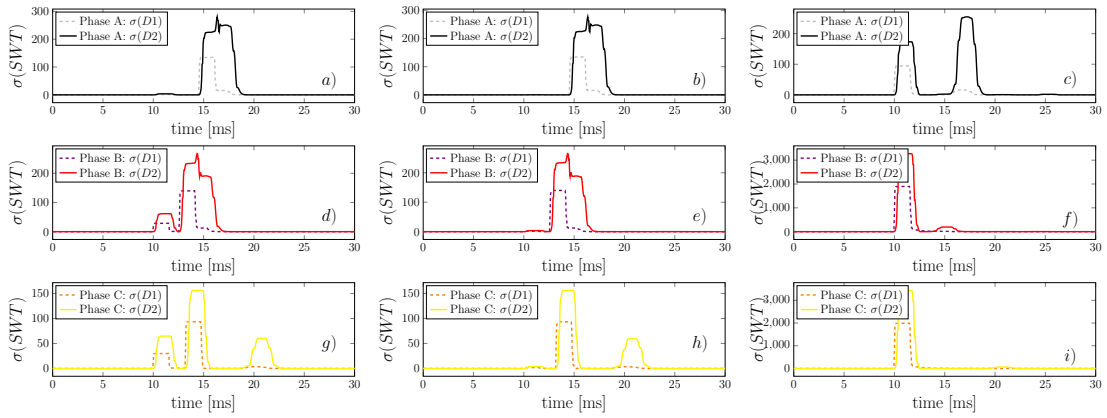 300
200
100
0
σ(SWT)
Phase A: σ(D1)
Phase A: σ(D2)
a)
0 5 10 15 20 25 30
time [ms]
300
200
100
0
σ(SWT)
Phase A: σ(D1)
Phase A: σ(D2)
b)
0 5 10 15 20 25 30
time [ms]
200
100
0
σ(SWT)
Phase A: σ(D1)
Phase A: σ(D2)
c)
0 5 10 15 20 25 30
time [ms]
200
100
0
σ(SWT)
Phase B: σ(D1)
Phase B: σ(D2)
d)
0 5 10 15 20 25 30
time [ms]
200
100
0
σ(SWT)
Phase B: σ(D1)
Phase B: σ(D2)
e)
0 5 10 15 20 25 30
time [ms]
3,000
2,000
1,000
0
σ(SWT)
Phase B: σ(D1)
Phase B: σ(D2)
f)
0 5 10 15 20 25 30
time [ms]
150
100
50
0
σ(SWT)
Phase C: σ(D1)
Phase C: σ(D2)
g)
0 5 10 15 20 25 30
time [ms]
150
100
50
0
σ(SWT)
Phase C: σ(D1)
Phase C: σ(D2)
h)
0 5 10 15 20 25 30
time [ms]
3,000
2,000
1,000
0
σ(SWT)
Phase C: σ(D1)
Phase C: σ(D2)
i)
0 5 10 15 20 25 30
time [ms]